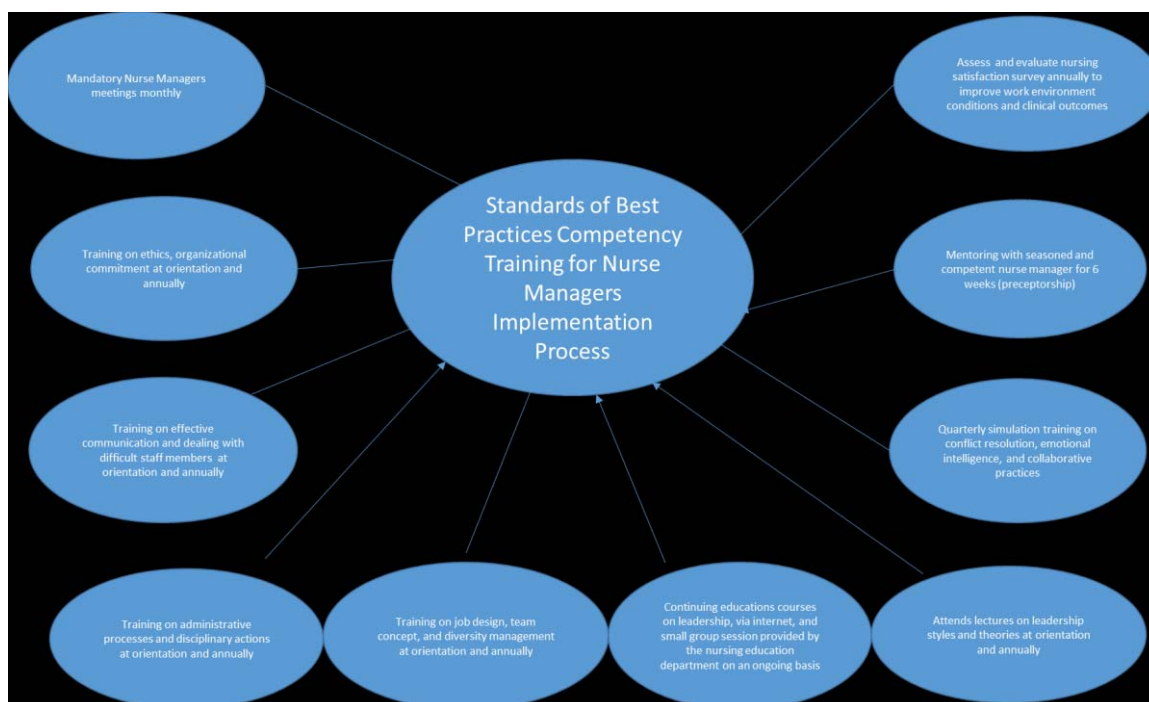 Mandatory Nurse Managers
meetings monthly
Assess and evaluate nursing
satisfaction survey annually to
improve work environment
conditions and clinical outcomes
Standards of Best
Practices Competency
Training for Nurse
Managers
Implementation
Process
Training on ethics, organizational
commitment at orientation and
annually
Mentoring with seasoned and
competent nurse manager for 6
weeks (preceptorship)
Training on effective
communication and dealing with
difficult staff members at
orientation and annually
Quarterly simulation training on
conflict resolution, emotional
intelligence, and collaborative
practices
Training on administrative
processes and disciplinary actions
at orientation and annually
Training on job design, team
concept, and diversity management
at orientation and annually
Continuing educations courses
on leadership, via internet, and
small group session provided by
the nursing education
department on an ongoing basis
Attends lectures on leadership
styles and theories at orientation
and annually